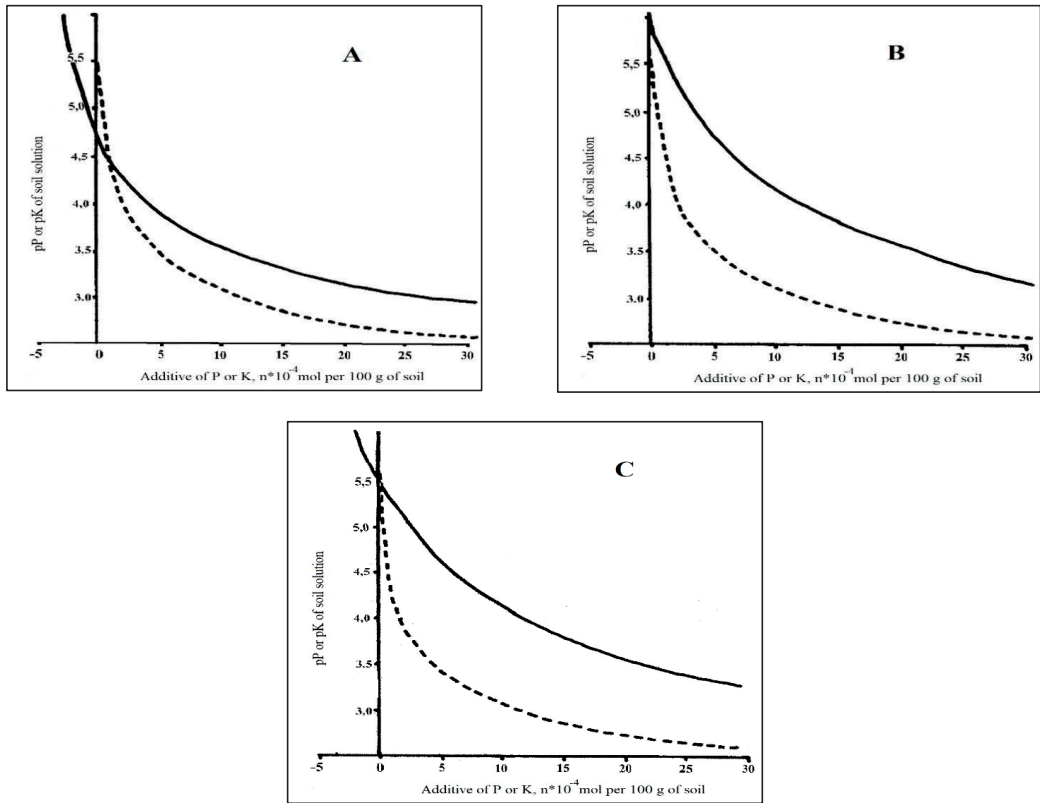 A
5,5
5,0
4,5
4,0
3.5
3.0
pP or pK of soil solution
-5 0 5 10 15 20 25 30
Additive of P or K, n*10⁻⁴mol per 100 g of soil
B
5,5
5,0
4,5
4,0
3.5
3.0
pP or pK of soil solution
-5 0 5 10 15 20 25 30
Additive of P or K, n*10⁻⁴mol per 100 g of soil
C
5,5
5,0
4,5
4,0
3,5
3,0
pP or pK of soil solution
-5 0 5 10 15 20 25 30
Additive of P or K, n*10⁻⁴mol per 100 g of soil